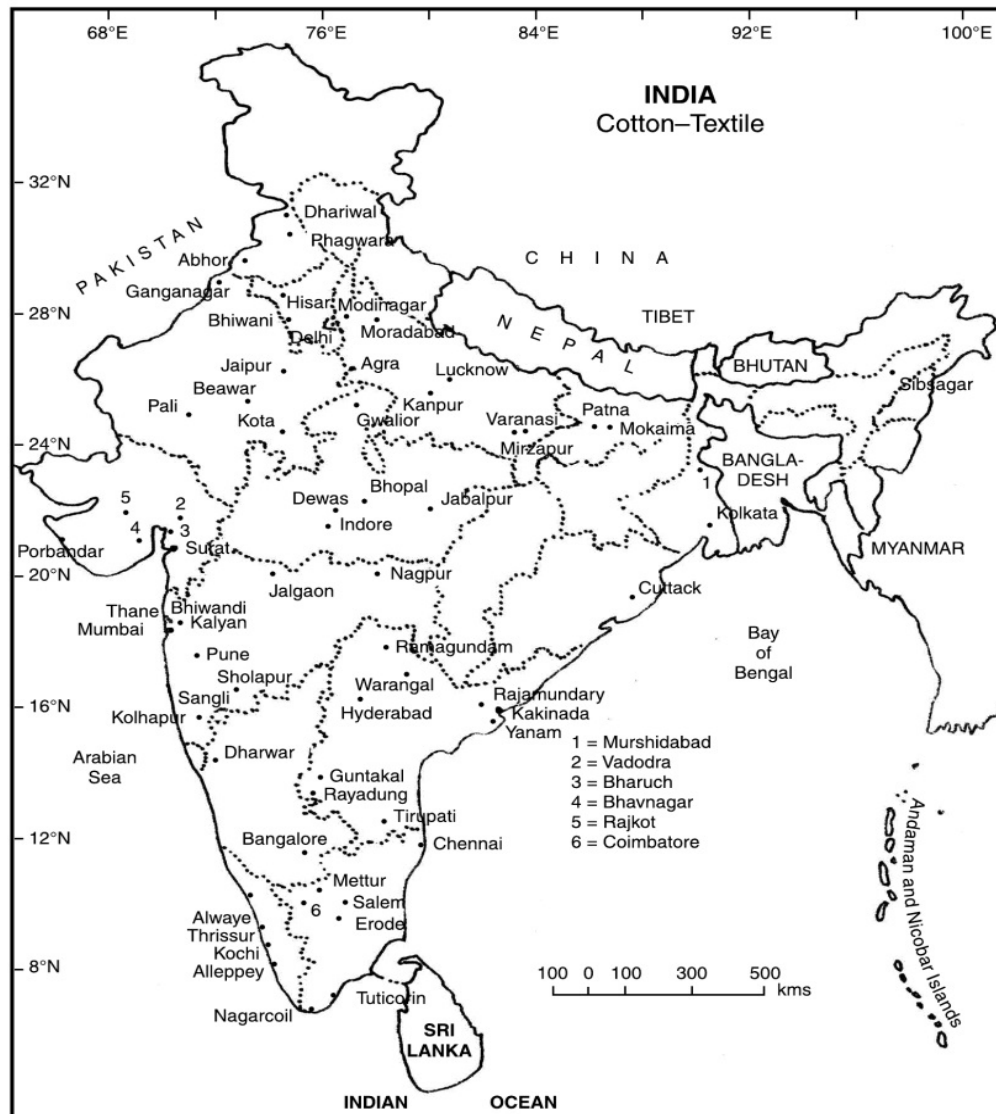 68°E 76°E 84°E 92°E 100°E
INDIA
Cotton–Textile
32°N
Dhariwal
Phagwara
PAKISTAN
CHINA
Abhor
Ganganagar
Hisar
Modinagar
28°N
Bhiwani
Delhi
Moradabad
NEPAL
TIBET
Jaipur
Agra
Lucknow
BHUTAN
Sibsagar
Beawar
Pali
Kanpur
Kota
Gwalior
Varanasi
Patna
Mirzapur
Mokaima
24°N
BANGLA-
DESH
Bhopal
Dewas
Jabalpur
1
5
2
4
3
Indore
Kolkata
Porbandar
Surat
MYANMAR
20°N
Jalgaon
Nagpur
Cuttack
Thane
Bhiwandi
Mumbai
Kalyan
Bay
of
Bengal
Pune
Ramagundam
Sholapur
Warangal
Sangli
16°N
Hyderabad
Rajamundary
Kolhapur
Kakinada
Yanam
Arabian
Sea
Dharwar
1 = Murshidabad
2 = Vadodra
3 = Bharuch
4 = Bhavnagar
5 = Rajkot
6 = Coimbatore
Guntakal
Rayadung
Tirupati
12°N
Bangalore
Chennai
Andaman and Nicobar Islands
Mettur
6
Salem
Erode
Alwaye
Thrissur
Kochi
Alleppey
8°N
100 0 100 300 500
kms
Nagarcoil
Tuticorin
SRI
LANKA
INDIAN OCEAN